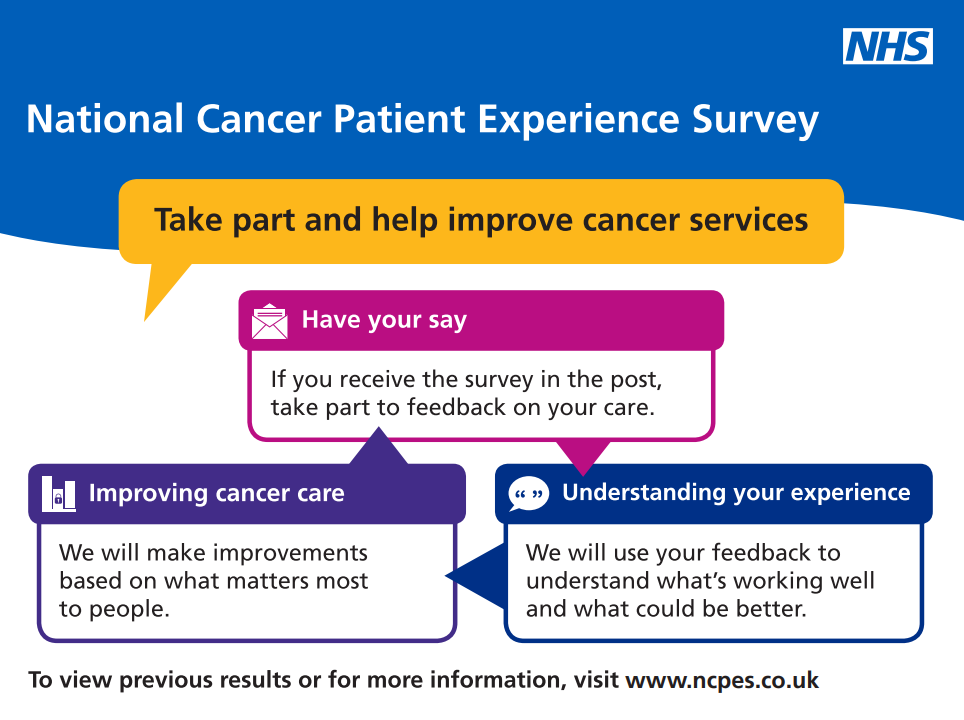 NHS
National Cancer Patient Experience Survey
Take part and help improve cancer services
Have your say
If you receive the survey in the post,
take part to feedback on your care.
Improving cancer care
We will make improvements
based on what matters most
to people.
Understanding your experience
“ ”
We will use your feedback to
understand what’s working well
and what could be better.
To view previous results or for more information, visit www.ncpes.co.uk